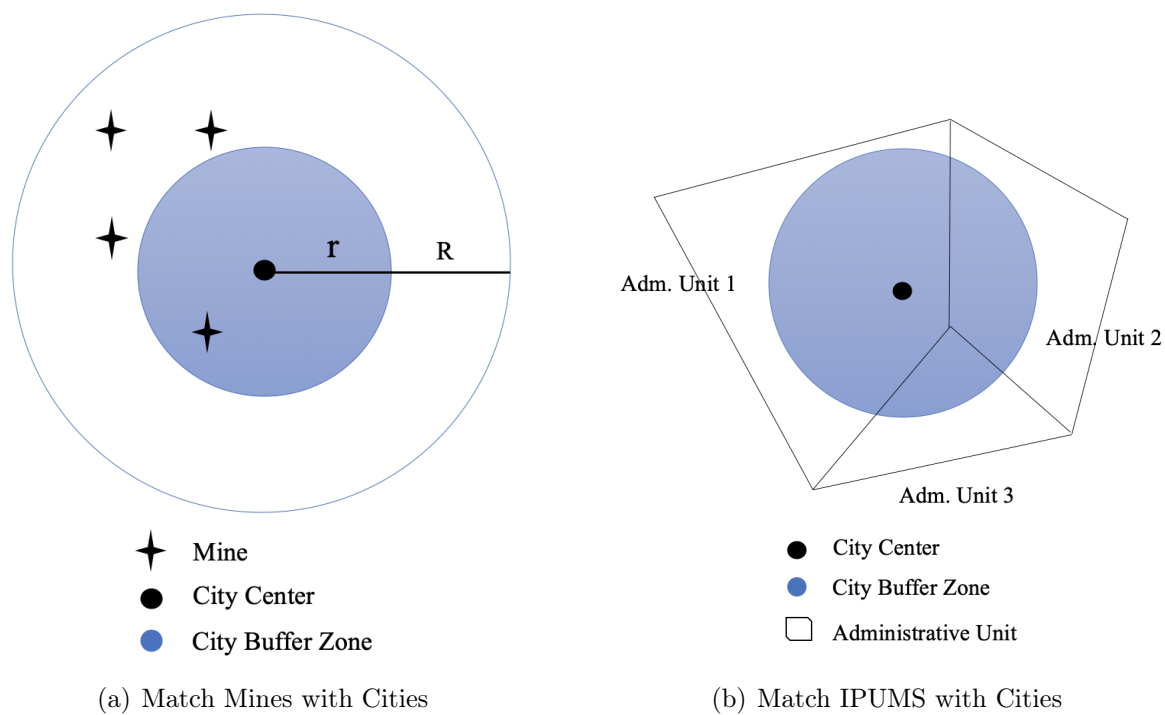 r
R
Mine
City Center
City Buffer Zone
(a) Match Mines with Cities
Adm. Unit 1
Adm. Unit 2
Adm. Unit 3
City Center
City Buffer Zone
Administrative Unit
(b) Match IPUMS with Cities